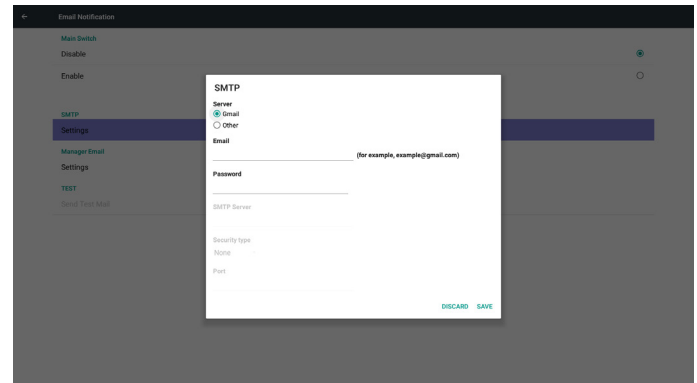 Email Notification
Main Switch
Disable
Enable
SMTP
Settings
Manager Email
Settings
TEST
Send Test Mail
SMTP
Server
Gmail
Other
Email
(for example, example@gmail.com)
Password
SMTP Server
Security type
None
Port
DISCARD SAVE